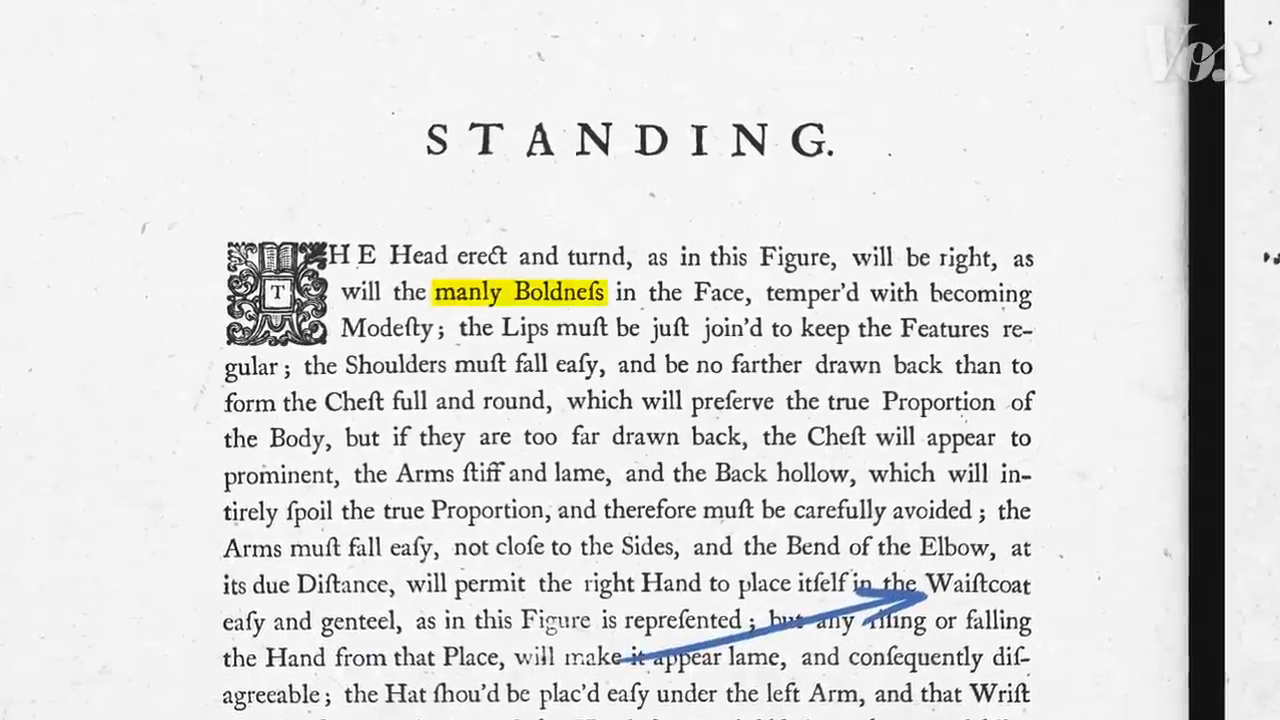 Vox
STANDING.
THE Head erect and turnd, as in this Figure, will be right, as
will the manly Boldneſs in the Face, temper'd with becoming
Modeſty; the Lips muſt be juſt join'd to keep the Features re-
gular; the Shoulders muſt fall eaſy, and be no farther drawn back than to
form the Cheſt full and round, which will preſerve the true Proportion of
the Body, but if they are too far drawn back, the Cheſt will appear to
prominent, the Arms ſtiff and lame, and the Back hollow, which will in-
tirely ſpoil the true Proportion, and therefore muſt be carefully avoided; the
Arms muſt fall eaſy, not cloſe to the Sides, and the Bend of the Elbow, at
its due Diſtance, will permit the right Hand to place itſelf in the Waiſtcoat
eaſy and genteel, as in this Figure is repreſented; but any riſing or falling
the Hand from that Place, will make it appear lame, and conſequently diſ-
agreeable; the Hat ſhou'd be plac'd eaſy under the left Arm, and that Wriſt